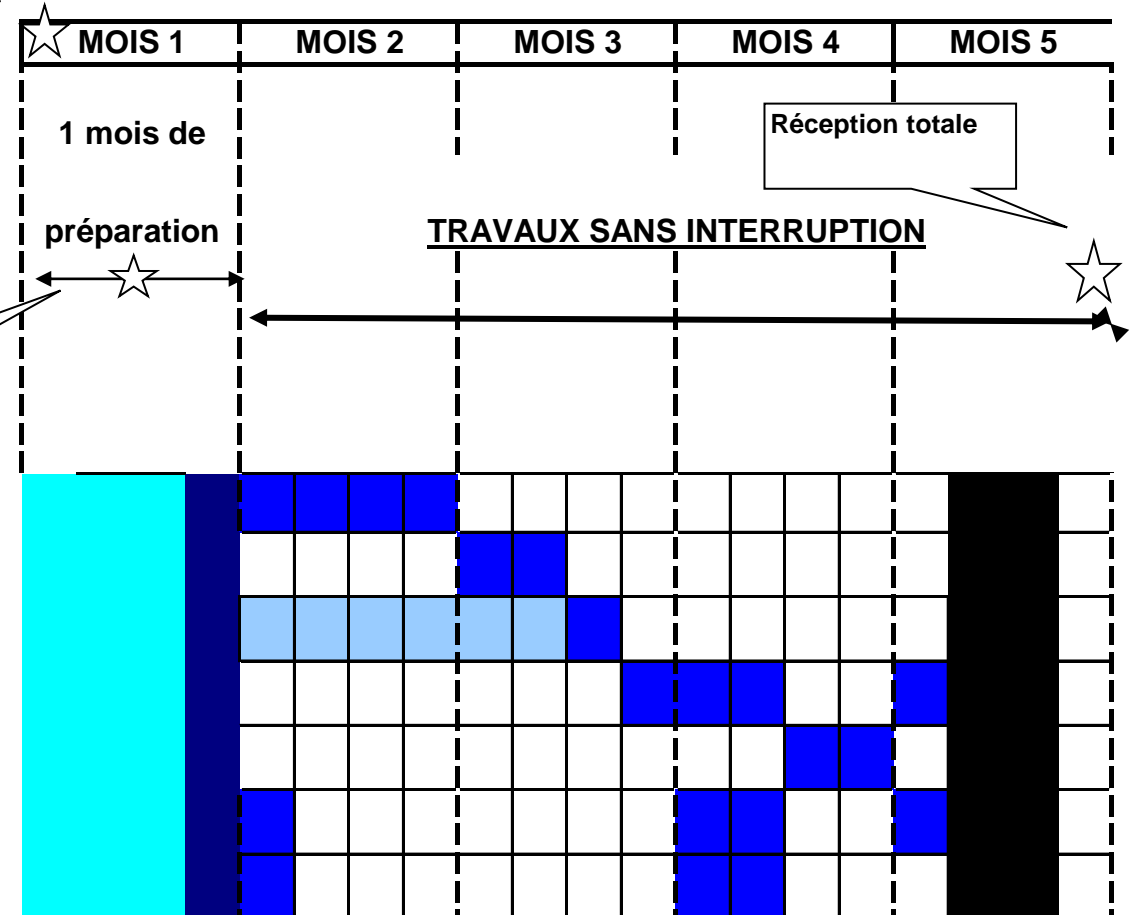 MOIS 1 MOIS 2 MOIS 3 MOIS 4 MOIS 5
1 mois de
Réception totale
préparation
TRAVAUX SANS INTERRUPTION